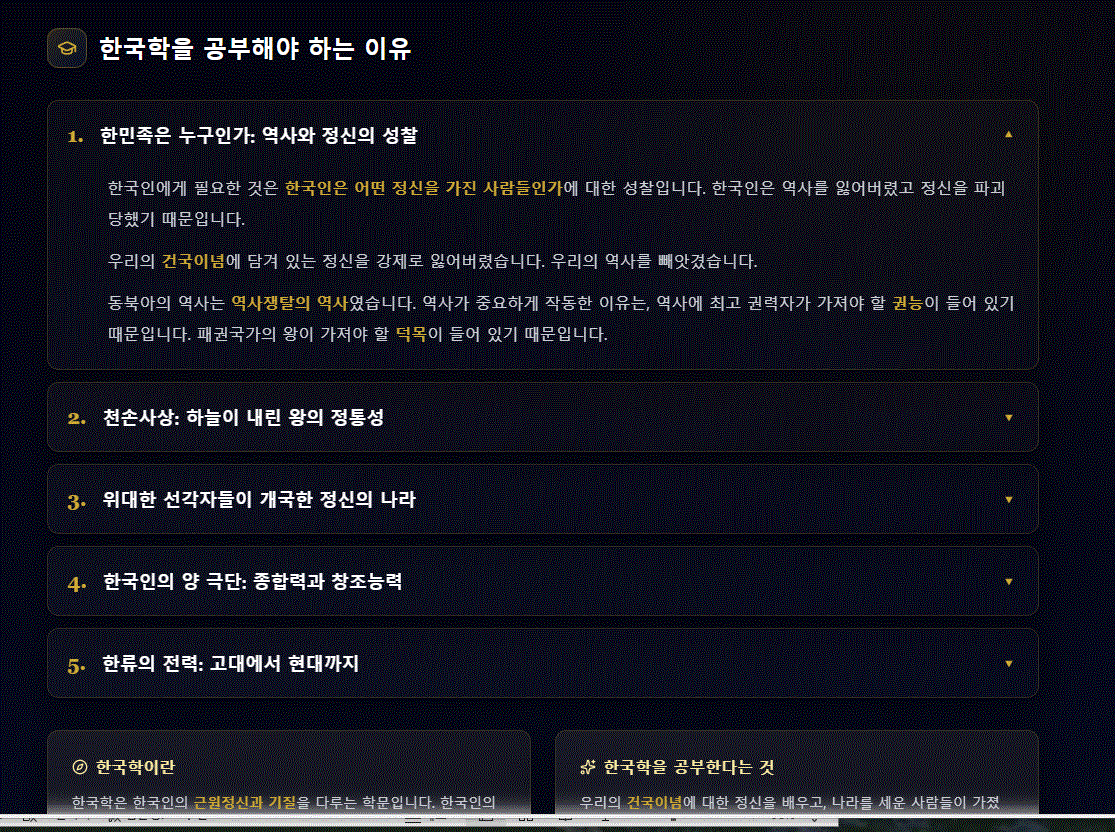 한국학을 공부해야 하는 이유
1. 한민족은 누구인가: 역사와 정신의 성찰
한국인에게 필요한 것은 한국인은 어떤 정신을 가진 사람들인가에 대한 성찰입니다. 한국인은 역사를 잃어버렸고 정신을 파괴
당했기 때문입니다.
우리의 건국이념에 담겨 있는 정신을 강제로 잃어버렸습니다. 우리의 역사를 빼앗겼습니다.
동북아의 역사는 역사쟁탈의 역사였습니다. 역사가 중요하게 작동한 이유는, 역사에 최고 권력자가 가져야 할 권능이 들어 있기
때문입니다. 패권국가의 왕이 가져야 할 덕목이 들어 있기 때문입니다.
2. 천손사상: 하늘이 내린 왕의 정통성
3. 위대한 선각자들이 개국한 정신의 나라
4. 한국인의 양 극단: 종합력과 창조능력
5. 한류의 전력: 고대에서 현대까지
한국학이란
한국학은 한국인의 근원정신과 기질을 다루는 학문입니다. 한국인의
한국학을 공부한다는 것
우리의 건국이념에 대한 정신을 배우고, 나라를 세운 사람들이 가졌